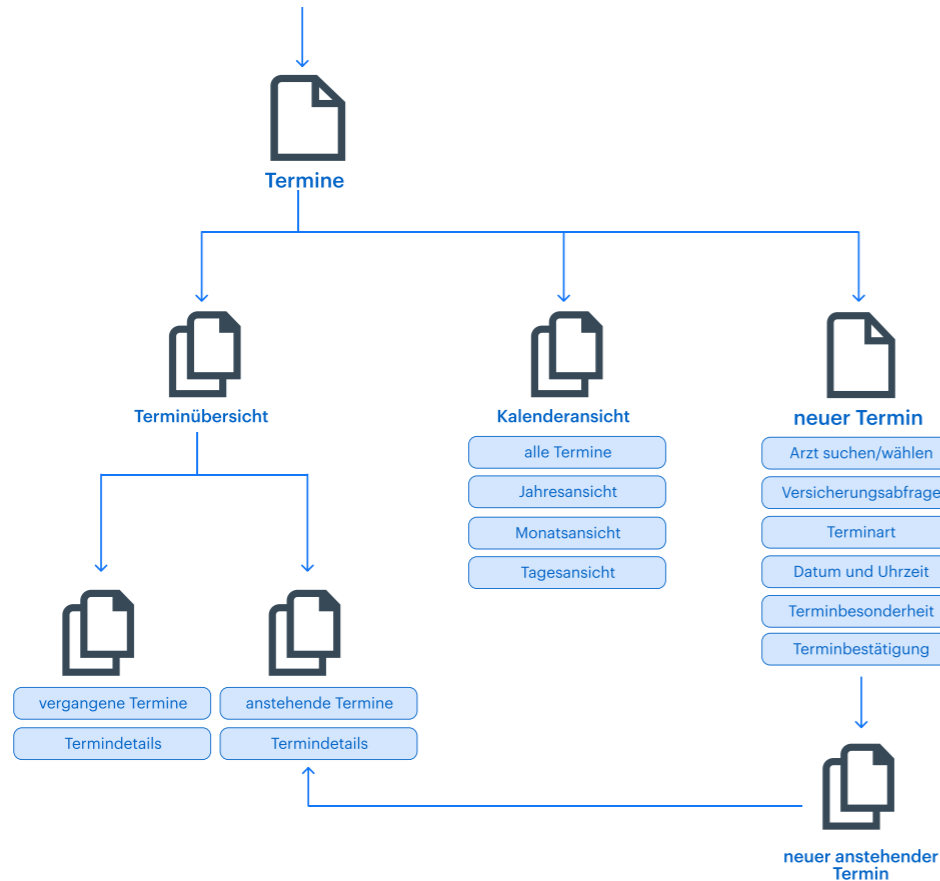 Termine
Terminübersicht
Kalenderansicht
neuer Termin
alle Termine
Jahresansicht
Monatsansicht
Tagesansicht
Arzt suchen/wählen
Versicherungsabfrage
Terminart
Datum und Uhrzeit
Terminbesonderheit
Terminbestätigung
vergangene Termine
Termindetails
anstehende Termine
Termindetails
neuer anstehender
Termin